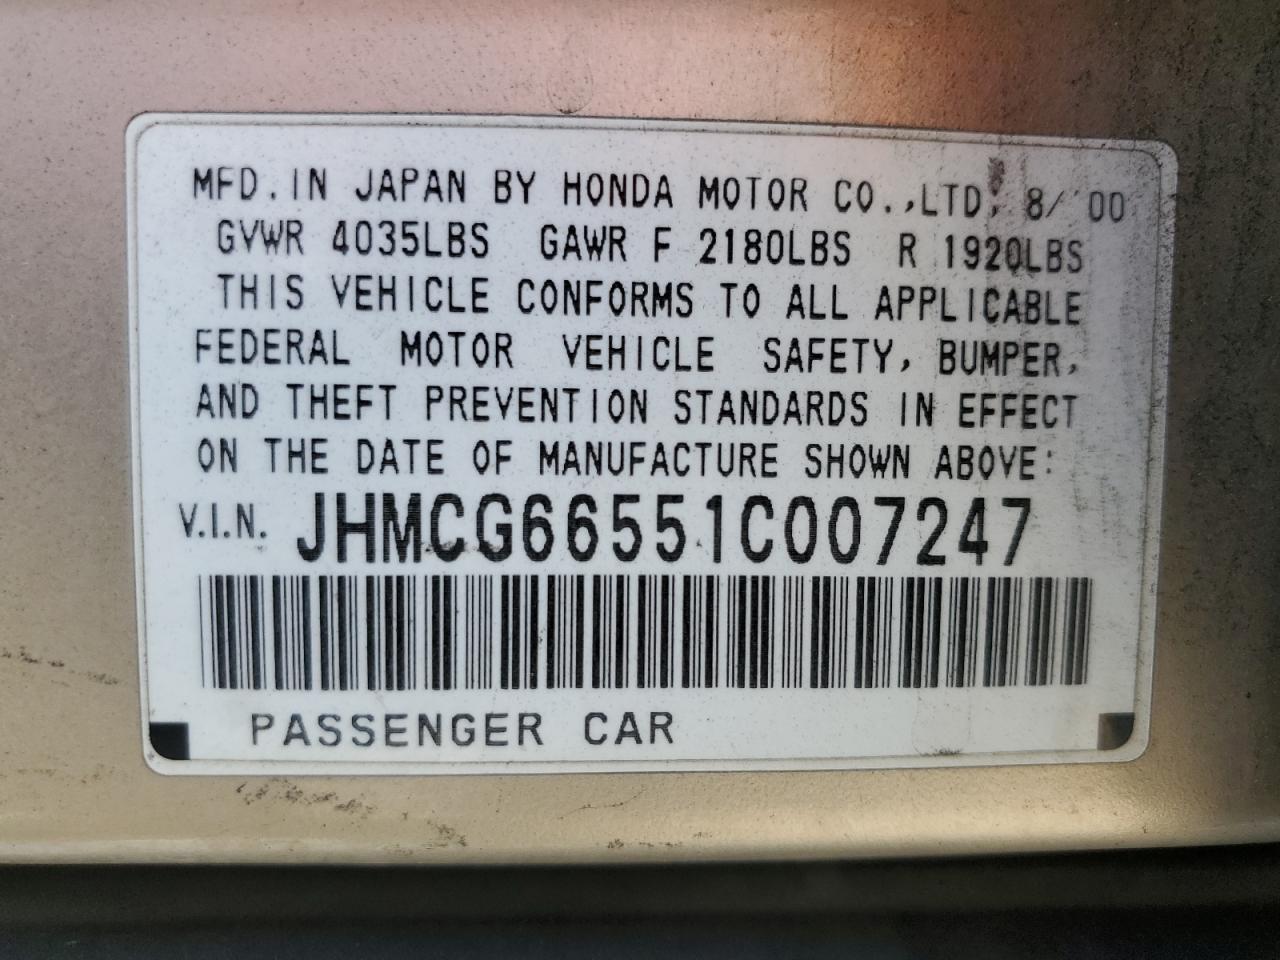 MFD. IN JAPAN BY HONDA MOTOR CO.,LTD. 8/ 00
GVWR 4035LBS GAWR F 2180LBS R 1920LBS
THIS VEHICLE CONFORMS TO ALL APPLICABLE
FEDERAL MOTOR VEHICLE SAFETY, BUMPER,
AND THEFT PREVENTION STANDARDS IN EFFECT
ON THE DATE OF MANUFACTURE SHOWN ABOVE:
V.I.N. JHMCG66551C007247
PASSENGER CAR